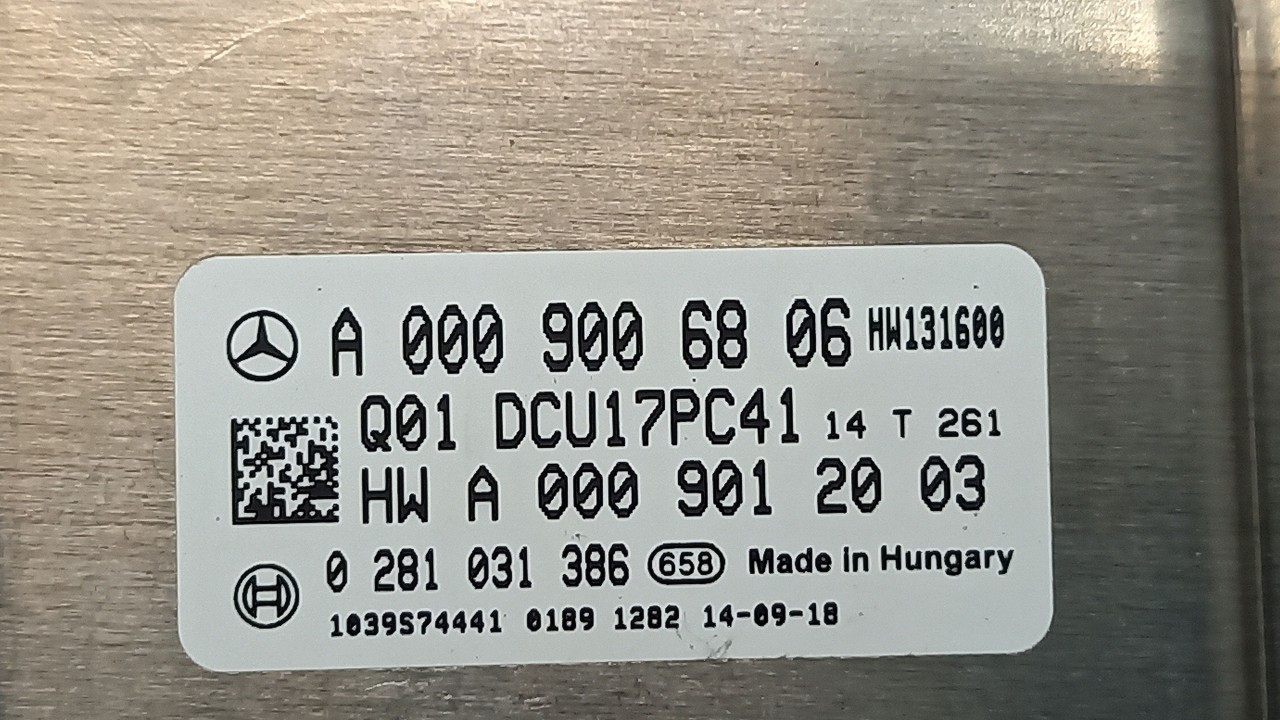 A 000 900 68 06 HW131600
Q01 DCU17PC41 14 T 261
HW A 000 901 20 03
0 281 031 386 658 Made in Hungary
1039S74441 0189 1282 14-09-18